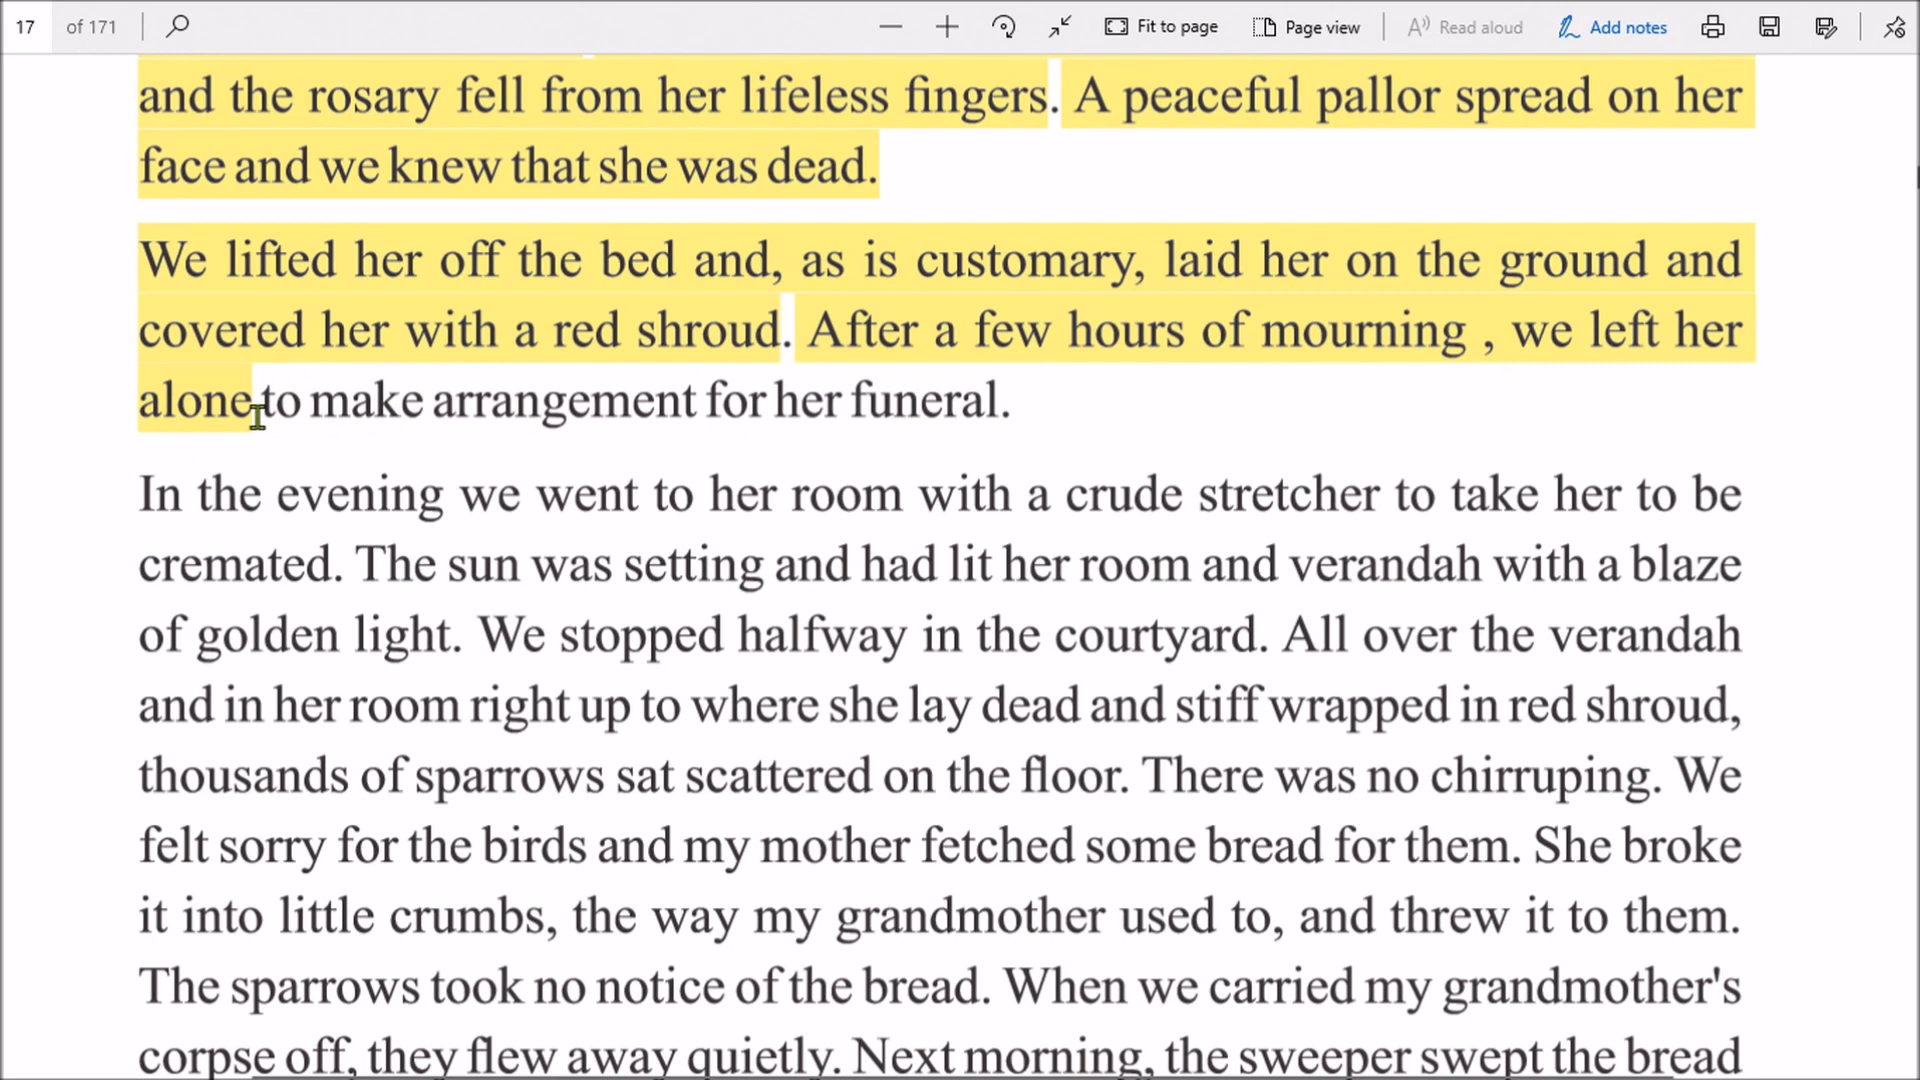 17 of 171 Fit to page Page view Read aloud Add notes
and the rosary fell from her lifeless fingers. A peaceful pallor spread on her
face and we knew that she was dead.
We lifted her off the bed and, as is customary, laid her on the ground and
covered her with a red shroud. After a few hours of mourning , we left her
alone to make arrangement for her funeral.
In the evening we went to her room with a crude stretcher to take her to be
cremated. The sun was setting and had lit her room and verandah with a blaze
of golden light. We stopped halfway in the courtyard. All over the verandah
and in her room right up to where she lay dead and stiff wrapped in red shroud,
thousands of sparrows sat scattered on the floor. There was no chirruping. We
felt sorry for the birds and my mother fetched some bread for them. She broke
it into little crumbs, the way my grandmother used to, and threw it to them.
The sparrows took no notice of the bread. When we carried my grandmother's
corpse off, they flew away quietly. Next morning, the sweeper swept the bread